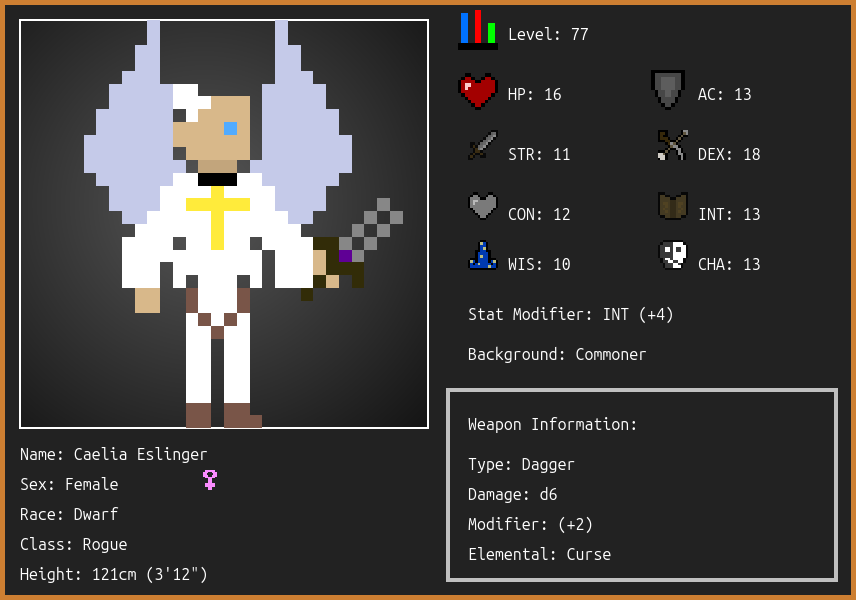 Level: 77
HP: 16
AC: 13
STR: 11
DEX: 18
CON: 12
INT: 13
WIS: 10
CHA: 13
Stat Modifier: INT (+4)
Background: Commoner
Weapon Information:
Type: Dagger
Damage: d6
Modifier: (+2)
Elemental: Curse
Name: Caelia Eslinger
Sex: Female
Race: Dwarf
Class: Rogue
Height: 121cm (3'12")